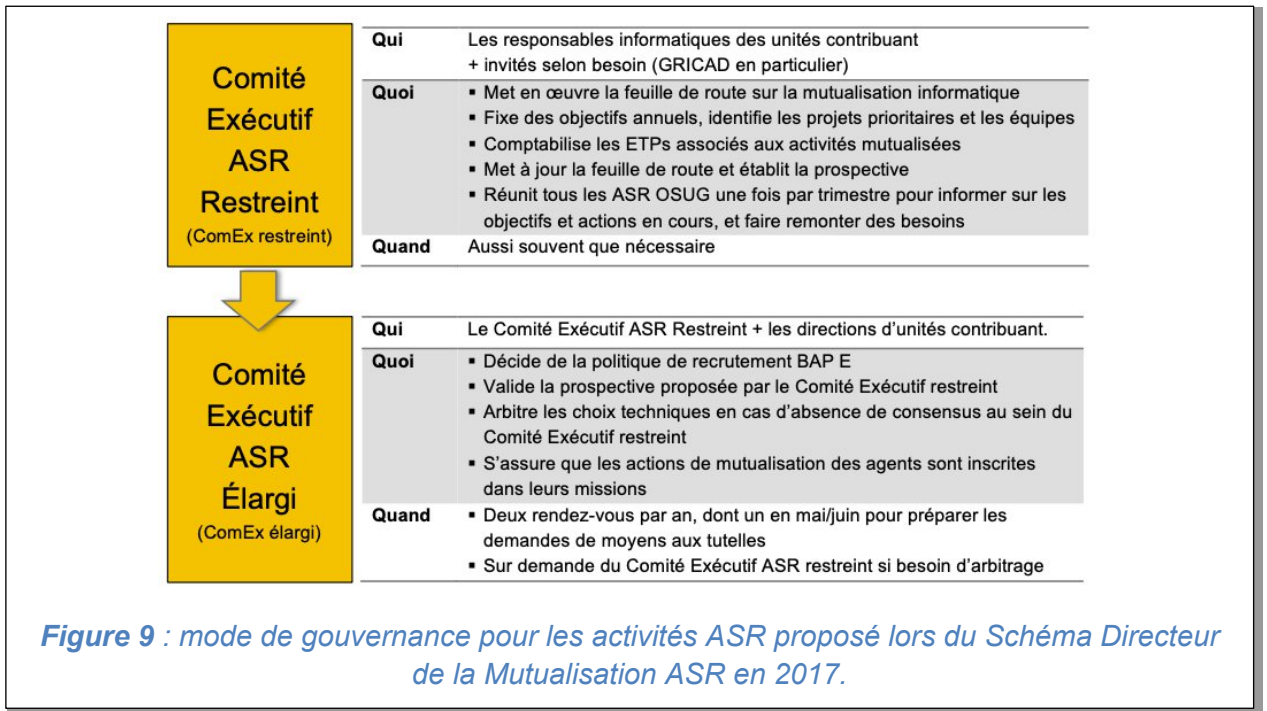 Comité
Exécutif
ASR
Restreint
(ComEx restreint)
Qui
Les responsables informatiques des unités contribuant
+ invités selon besoin (GRICAD en particulier)
Quoi
▪ Met en œuvre la feuille de route sur la mutualisation informatique
▪ Fixe des objectifs annuels, identifie les projets prioritaires et les équipes
▪ Comptabilise les ETPs associés aux activités mutualisées
▪ Met à jour la feuille de route et établit la prospective
▪ Réunit tous les ASR OSUG une fois par trimestre pour informer sur les
objectifs et actions en cours, et faire remonter des besoins
Quand
Aussi souvent que nécessaire
Comité
Exécutif
ASR
Élargi
(ComEx élargi)
Qui
Le Comité Exécutif ASR Restreint + les directions d’unités contribuant.
Quoi
▪ Décide de la politique de recrutement BAP E
▪ Valide la prospective proposée par le Comité Exécutif restreint
▪ Arbitre les choix techniques en cas d’absence de consensus au sein du
Comité Exécutif restreint
▪ S’assure que les actions de mutualisation des agents sont inscrites
dans leurs missions
Quand
▪ Deux rendez-vous par an, dont un en mai/juin pour préparer les
demandes de moyens aux tutelles
▪ Sur demande du Comité Exécutif ASR restreint si besoin d’arbitrage
Figure 9 : mode de gouvernance pour les activités ASR proposé lors du Schéma Directeur
de la Mutualisation ASR en 2017.